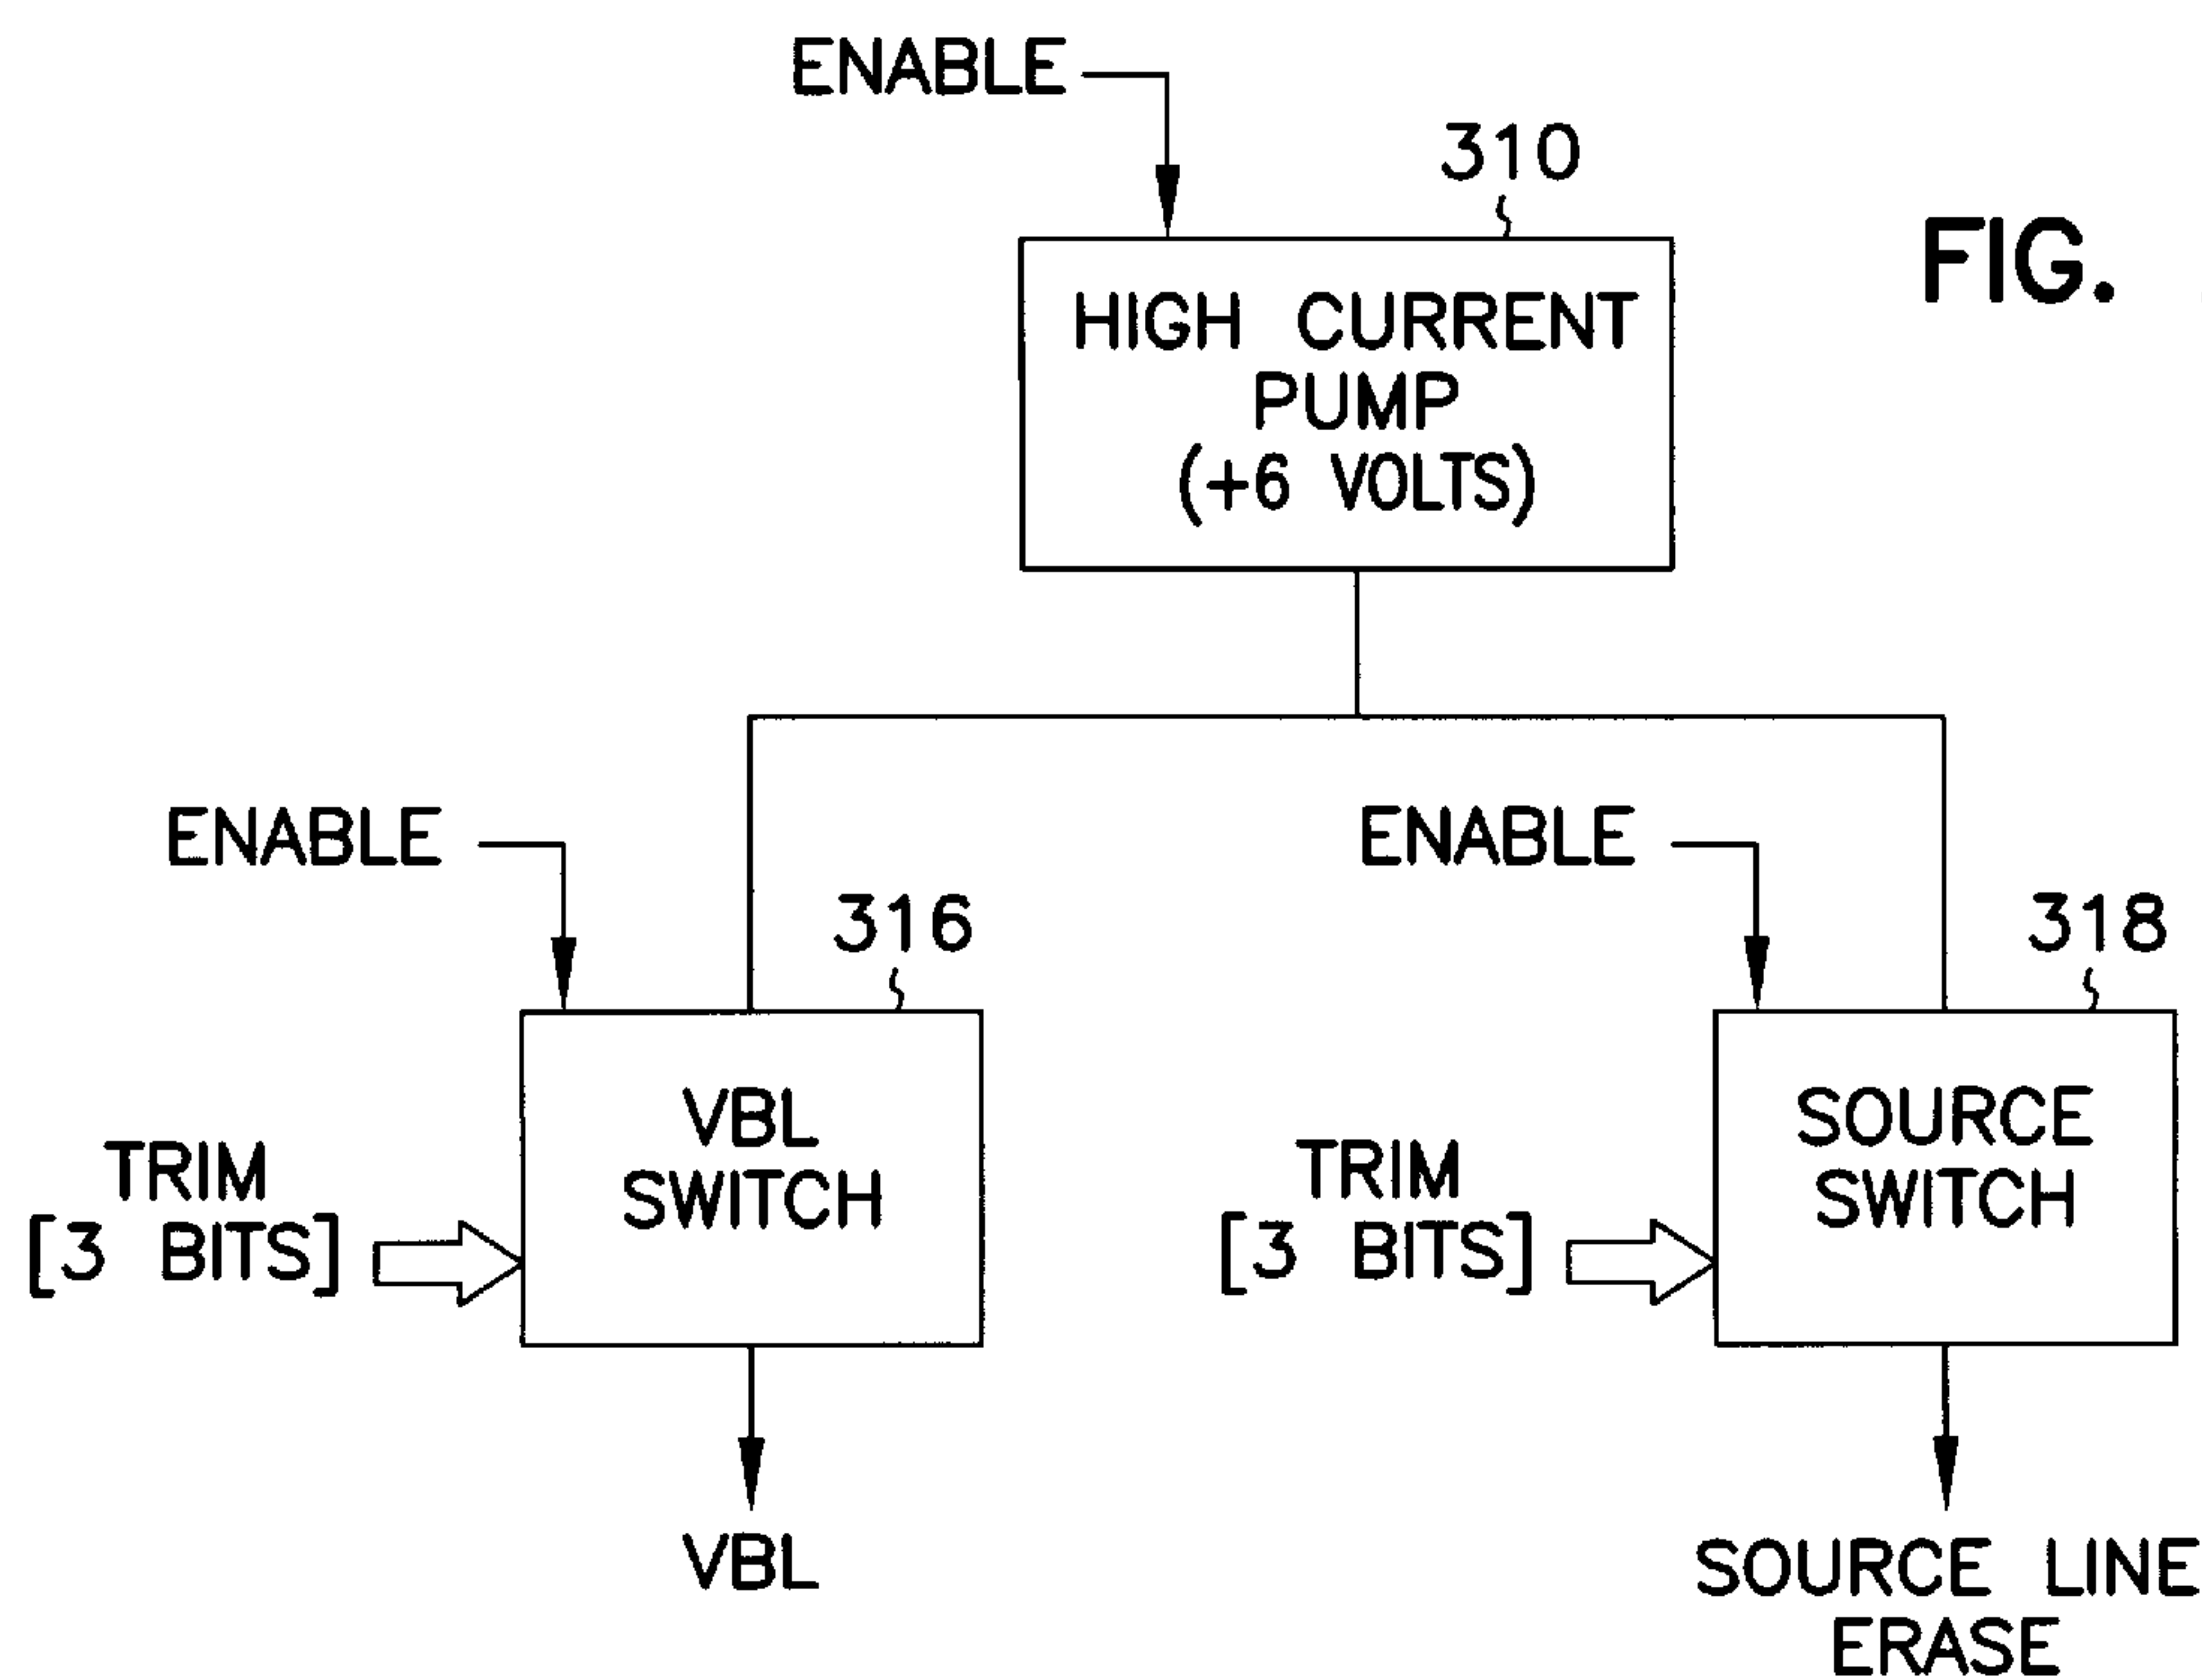 ENABLE
310
FIG.
HIGH CURRENT
PUMP
(+6 VOLTS)
ENABLE
316
VBL
SWITCH
TRIM
[3 BITS]
VBL
ENABLE
318
SOURCE
SWITCH
TRIM
[3 BITS]
SOURCE LINE
ERASE